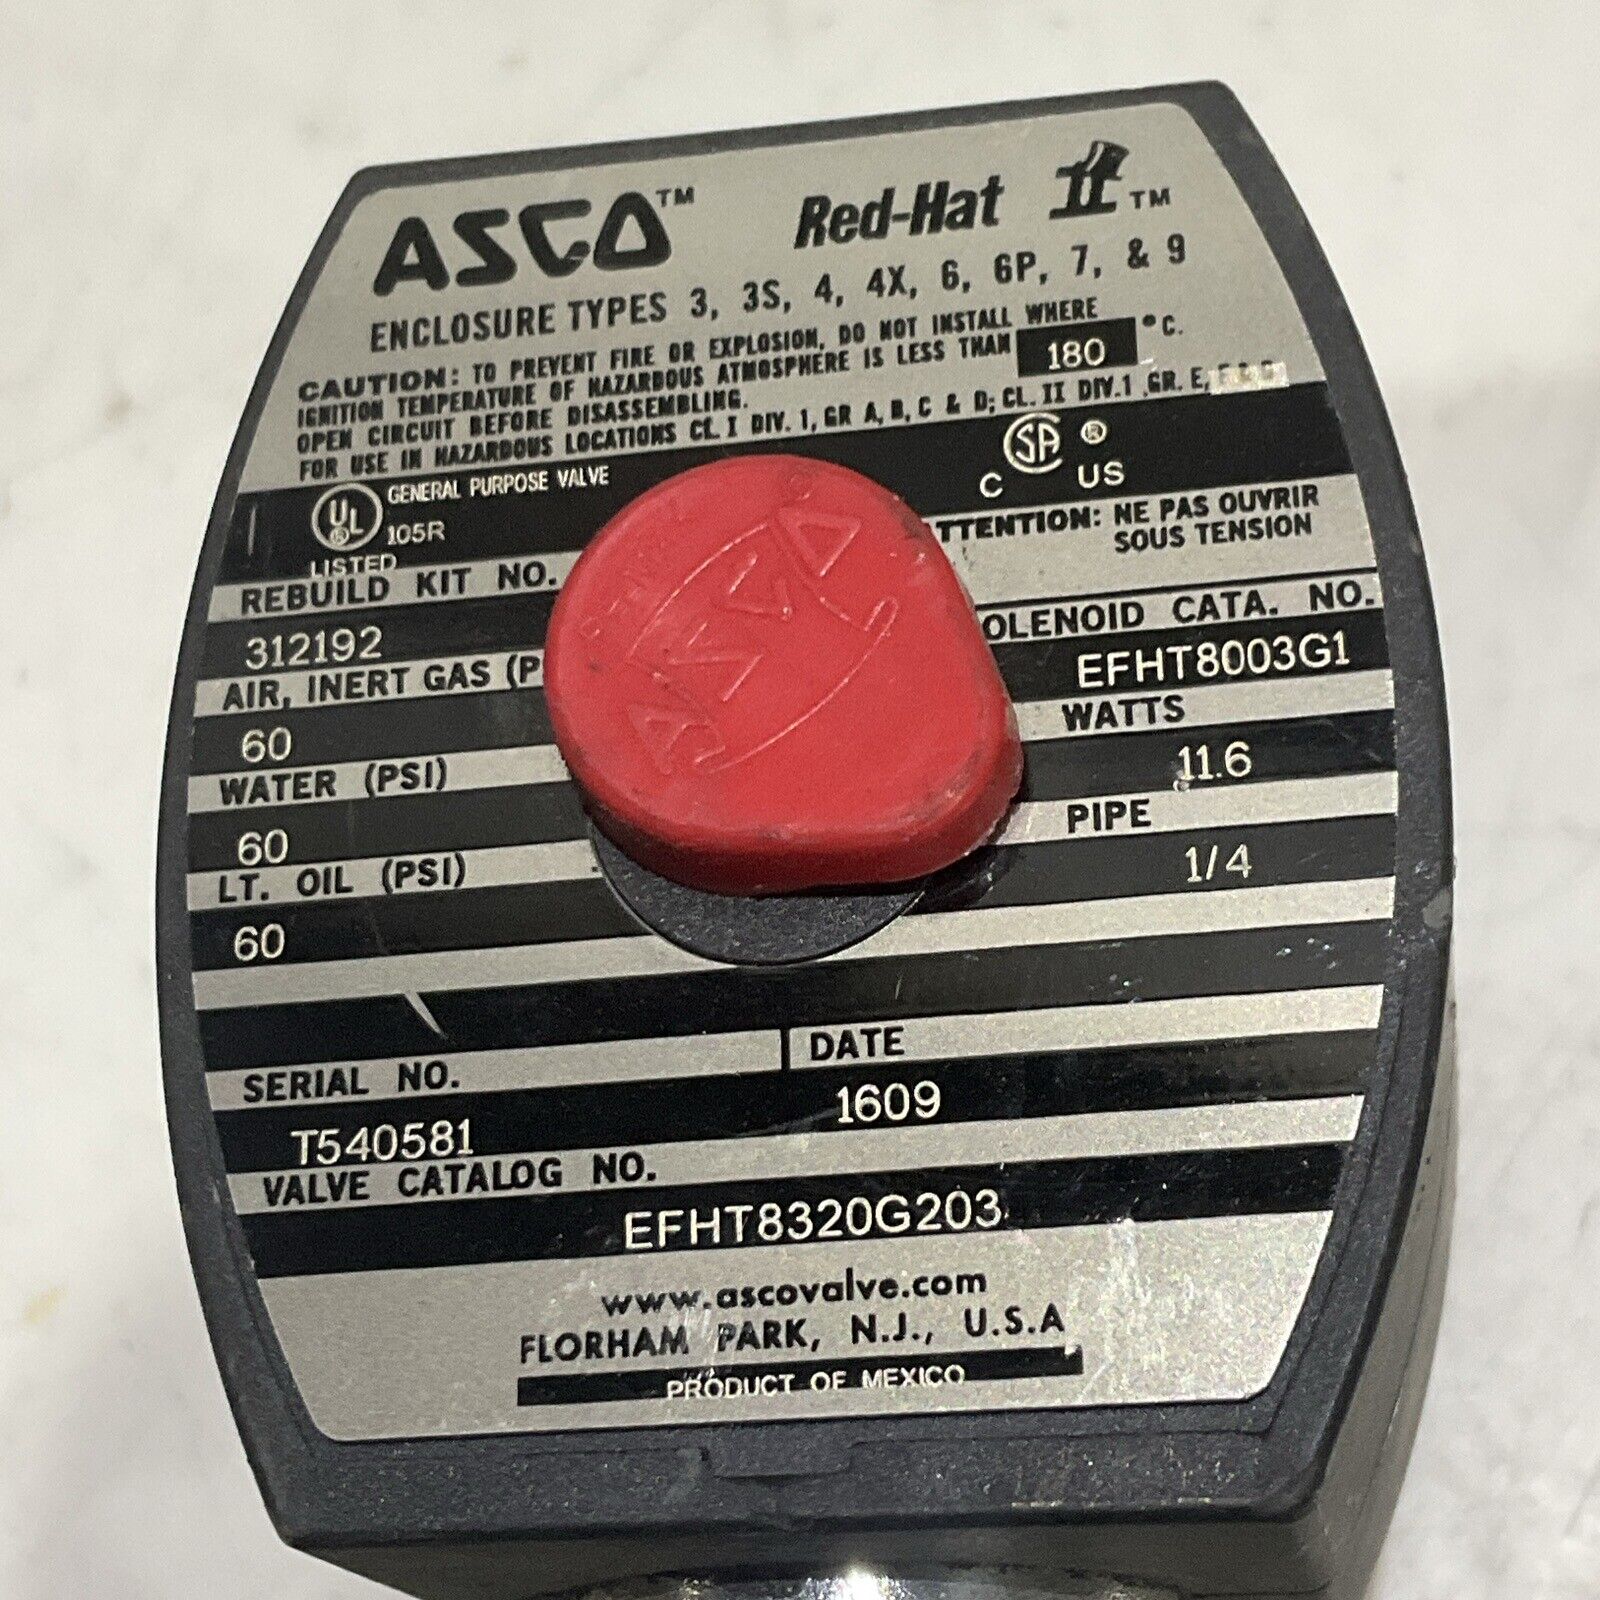 ASCO™ Red-Hat II™
ENCLOSURE TYPES 3, 3S, 4, 4X, 6, 6P, 7, & 9
CAUTION: TO PREVENT FIRE OR EXPLOSION, DO NOT INSTALL WHERE
IGNITION TEMPERATURE OF HAZARDOUS ATMOSPHERE IS LESS THAN 180 °C.
OPEN CIRCUIT BEFORE DISASSEMBLING.
FOR USE IN HAZARDOUS LOCATIONS CL. I DIV. 1, GR A, B, C & D; CL. II DIV.1 ,GR. E,
UL ® LISTED
GENERAL PURPOSE VALVE
105R
C SA ® US
TTENTION: NE PAS OUVRIR
SOUS TENSION
REBUILD KIT NO.
312192
AIR, INERT GAS (P
60
WATER (PSI)
60
LT. OIL (PSI)
60
OLENOID CATA. NO.
EFHT8003G1
WATTS
11.6
PIPE
1/4
SERIAL NO.
T540581
DATE
1609
VALVE CATALOG NO.
EFHT8320G203
www.ascovalve.com
FLORHAM PARK, N.J., U.S.A
PRODUCT OF MEXICO